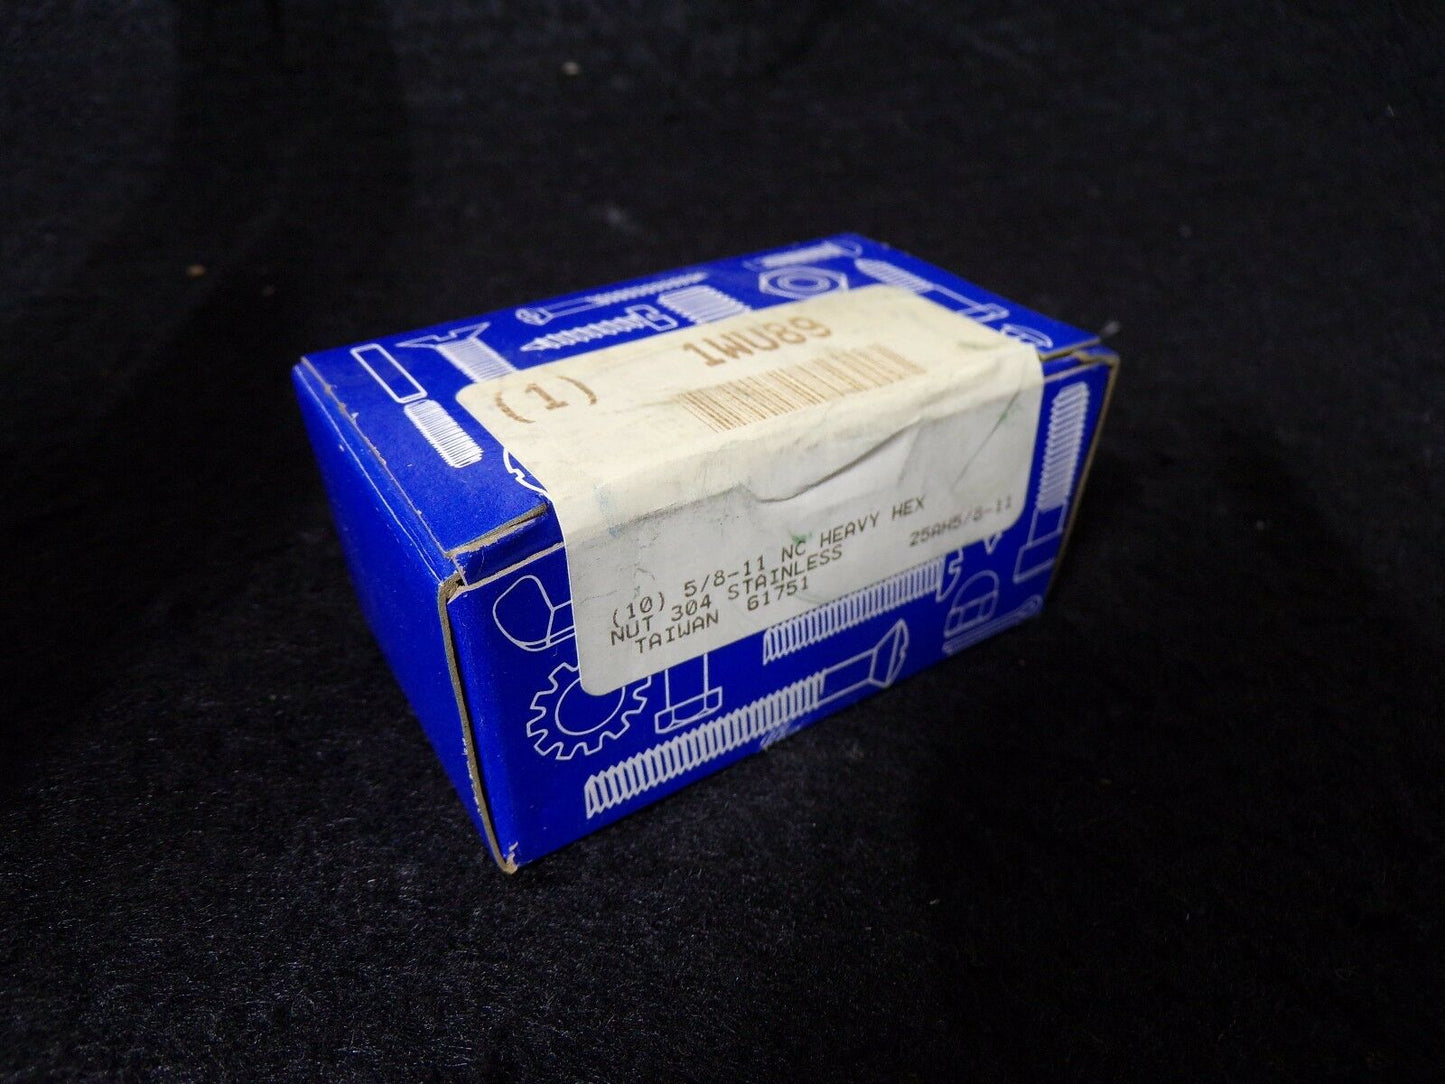 (1) 1WU89
(10) 5/8-11 NC HEAVY HEX
NUT 304 STAINLESS 25AH5/8-11
TAIWAN 61751